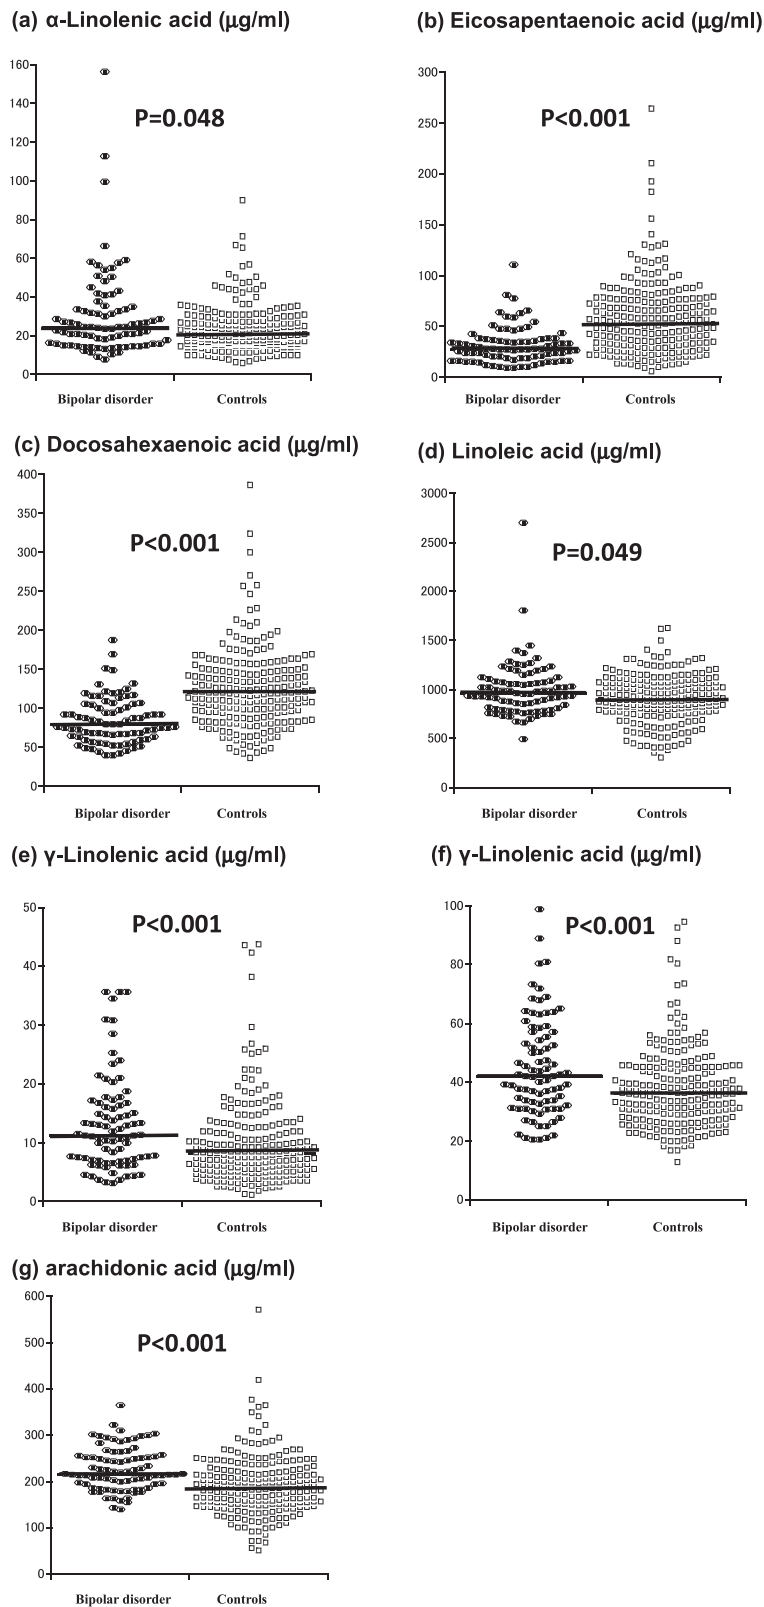 (a) α-Linolenic acid (μg/ml)
160
140
120
100
80
60
40
20
0
P=0.048
Bipolar disorder
Controls
(b) Eicosapentaenoic acid (μg/ml)
300
250
200
150
100
50
0
P<0.001
Bipolar disorder
Controls
(c) Docosahexaenoic acid (μg/ml)
400
350
300
250
200
150
100
50
0
P<0.001
Bipolar disorder
Controls
(d) Linoleic acid (μg/ml)
3000
2500
2000
1500
1000
500
0
P=0.049
Bipolar disorder
Controls
(e) γ-Linolenic acid (μg/ml)
50
40
30
20
10
0
P<0.001
Bipolar disorder
Controls
(f) γ-Linolenic acid (μg/ml)
100
80
60
40
20
0
P<0.001
Bipolar disorder
Controls
(g) arachidonic acid (μg/ml)
600
500
400
300
200
100
0
P<0.001
Bipolar disorder
Controls